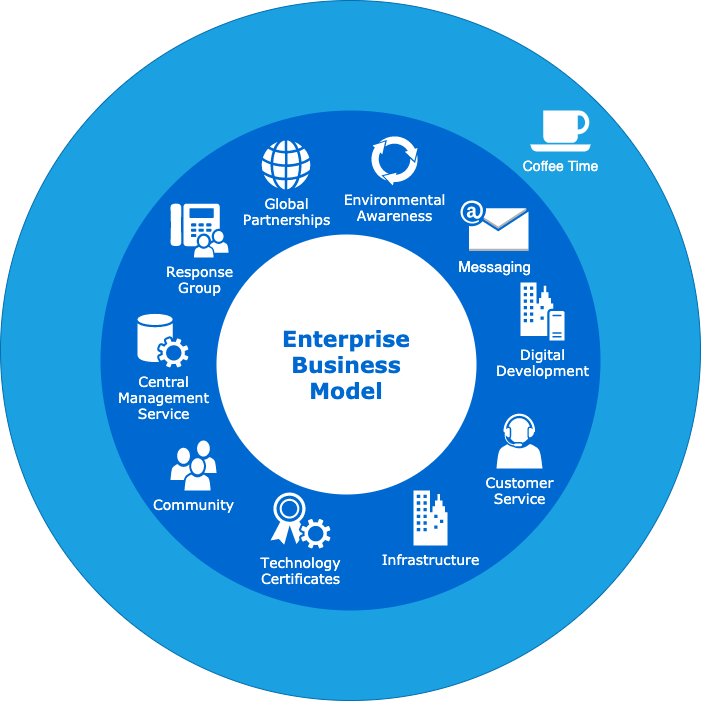 Coffee Time
Global
Partnerships
Environmental
Awareness
@
Messaging
Response
Group
Enterprise
Business
Model
Digital
Development
Central
Management
Service
Customer
Service
Community
Infrastructure
Technology
Certificates